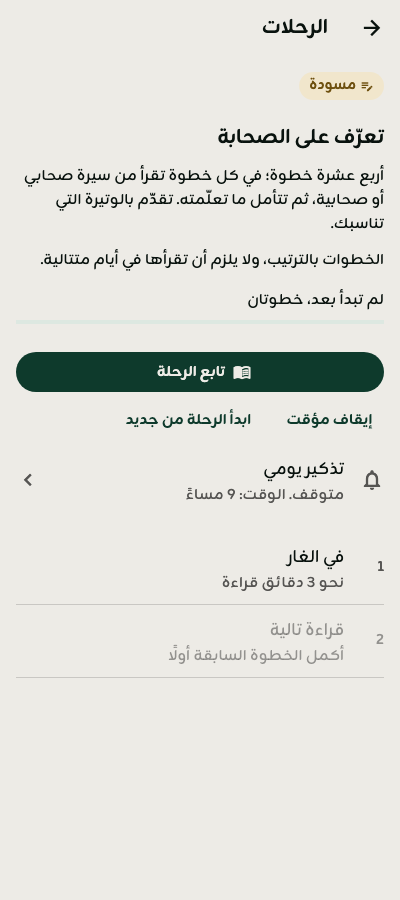 الرحلات
مسودة
تعرّف على الصحابة
أربع عشرة خطوة؛ في كل خطوة تقرأ من سيرة صحابي
أو صحابية، ثم تتأمل ما تعلّمته. تقدّم بالوتيرة التي
تناسبك.
الخطوات بالترتيب، ولا يلزم أن تقرأها في أيام متتالية.
لم تبدأ بعد، خطوتان
تابع الرحلة
إيقاف مؤقت
ابدأ الرحلة من جديد
تذكير يومي
متوقف. الوقت: 9 مساءً
1
في الغار
نحو 3 دقائق قراءة
2
قراءة تالية
أكمل الخطوة السابقة أولًا